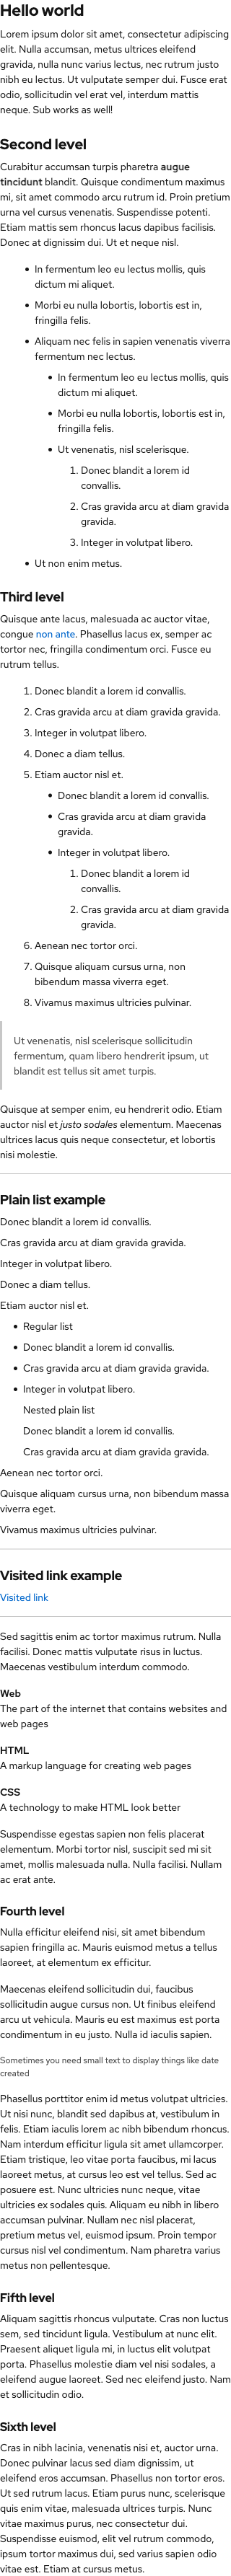 Hello world
Lorem ipsum dolor sit amet, consectetur adipiscing
elit. Nulla accumsan, metus ultrices eleifend
gravida, nulla nunc varius lectus, nec rutrum justo
nibh eu lectus. Ut vulputate semper dui. Fusce erat
odio, sollicitudin vel erat vel, interdum mattis
neque. Sub works as well!
Second level
Curabitur accumsan turpis pharetra augue
tincidunt blandit. Quisque condimentum maximus
mi, sit amet commodo arcu rutrum id. Proin pretium
urna vel cursus venenatis. Suspendisse potenti.
Etiam mattis sem rhoncus lacus dapibus facilisis.
Donec at dignissim dui. Ut et neque nisl.
• In fermentum leo eu lectus mollis, quis
dictum mi aliquet.
• Morbi eu nulla lobortis, lobortis est in,
fringilla felis.
• Aliquam nec felis in sapien venenatis viverra
fermentum nec lectus.
• In fermentum leo eu lectus mollis, quis
dictum mi aliquet.
• Morbi eu nulla lobortis, lobortis est in,
fringilla felis.
• Ut venenatis, nisl scelerisque.
1. Donec blandit a lorem id
convallis.
2. Cras gravida arcu at diam gravida
gravida.
3. Integer in volutpat libero.
• Ut non enim metus.
Third level
Quisque ante lacus, malesuada ac auctor vitae,
congue non ante. Phasellus lacus ex, semper ac
tortor nec, fringilla condimentum orci. Fusce eu
rutrum tellus.
1. Donec blandit a lorem id convallis.
2. Cras gravida arcu at diam gravida gravida.
3. Integer in volutpat libero.
4. Donec a diam tellus.
5. Etiam auctor nisl et.
• Donec blandit a lorem id convallis.
• Cras gravida arcu at diam gravida
gravida.
• Integer in volutpat libero.
1. Donec blandit a lorem id
convallis.
2. Cras gravida arcu at diam gravida
gravida.
6. Aenean nec tortor orci.
7. Quisque aliquam cursus urna, non
bibendum massa viverra eget.
8. Vivamus maximus ultricies pulvinar.
Ut venenatis, nisl scelerisque sollicitudin
fermentum, quam libero hendrerit ipsum, ut
blandit est tellus sit amet turpis.
Quisque at semper enim, eu hendrerit odio. Etiam
auctor nisl et justo sodales elementum. Maecenas
ultrices lacus quis neque consectetur, et lobortis
nisi molestie.
Plain list example
Donec blandit a lorem id convallis.
Cras gravida arcu at diam gravida gravida.
Integer in volutpat libero.
Donec a diam tellus.
Etiam auctor nisl et.
• Regular list
• Donec blandit a lorem id convallis.
• Cras gravida arcu at diam gravida gravida.
• Integer in volutpat libero.
Nested plain list
Donec blandit a lorem id convallis.
Cras gravida arcu at diam gravida gravida.
Aenean nec tortor orci.
Quisque aliquam cursus urna, non bibendum massa
viverra eget.
Vivamus maximus ultricies pulvinar.
Visited link example
Visited link
Sed sagittis enim ac tortor maximus rutrum. Nulla
facilisi. Donec mattis vulputate risus in luctus.
Maecenas vestibulum interdum commodo.
Web
The part of the internet that contains websites and
web pages
HTML
A markup language for creating web pages
CSS
A technology to make HTML look better
Suspendisse egestas sapien non felis placerat
elementum. Morbi tortor nisl, suscipit sed mi sit
amet, mollis malesuada nulla. Nulla facilisi. Nullam
ac erat ante.
Fourth level
Nulla efficitur eleifend nisi, sit amet bibendum
sapien fringilla ac. Mauris euismod metus a tellus
laoreet, at elementum ex efficitur.
Maecenas eleifend sollicitudin dui, faucibus
sollicitudin augue cursus non. Ut finibus eleifend
arcu ut vehicula. Mauris eu est maximus est porta
condimentum in eu justo. Nulla id iaculis sapien.
Sometimes you need small text to display things like date
created
Phasellus porttitor enim id metus volutpat ultricies.
Ut nisi nunc, blandit sed dapibus at, vestibulum in
felis. Etiam iaculis lorem ac nibh bibendum rhoncus.
Nam interdum efficitur ligula sit amet ullamcorper.
Etiam tristique, leo vitae porta faucibus, mi lacus
laoreet metus, at cursus leo est vel tellus. Sed ac
posuere est. Nunc ultricies nunc neque, vitae
ultricies ex sodales quis. Aliquam eu nibh in libero
accumsan pulvinar. Nullam nec nisl placerat,
pretium metus vel, euismod ipsum. Proin tempor
cursus nisl vel condimentum. Nam pharetra varius
metus non pellentesque.
Fifth level
Aliquam sagittis rhoncus vulputate. Cras non luctus
sem, sed tincidunt ligula. Vestibulum at nunc elit.
Praesent aliquet ligula mi, in luctus elit volutpat
porta. Phasellus molestie diam vel nisi sodales, a
eleifend augue laoreet. Sed nec eleifend justo. Nam
et sollicitudin odio.
Sixth level
Cras in nibh lacinia, venenatis nisi et, auctor urna.
Donec pulvinar lacus sed diam dignissim, ut
eleifend eros accumsan. Phasellus non tortor eros.
Ut sed rutrum lacus. Etiam purus nunc, scelerisque
quis enim vitae, malesuada ultrices turpis. Nunc
vitae maximus purus, nec consectetur dui.
Suspendisse euismod, elit vel rutrum commodo,
ipsum tortor maximus dui, sed varius sapien odio
vitae est. Etiam at cursus metus.